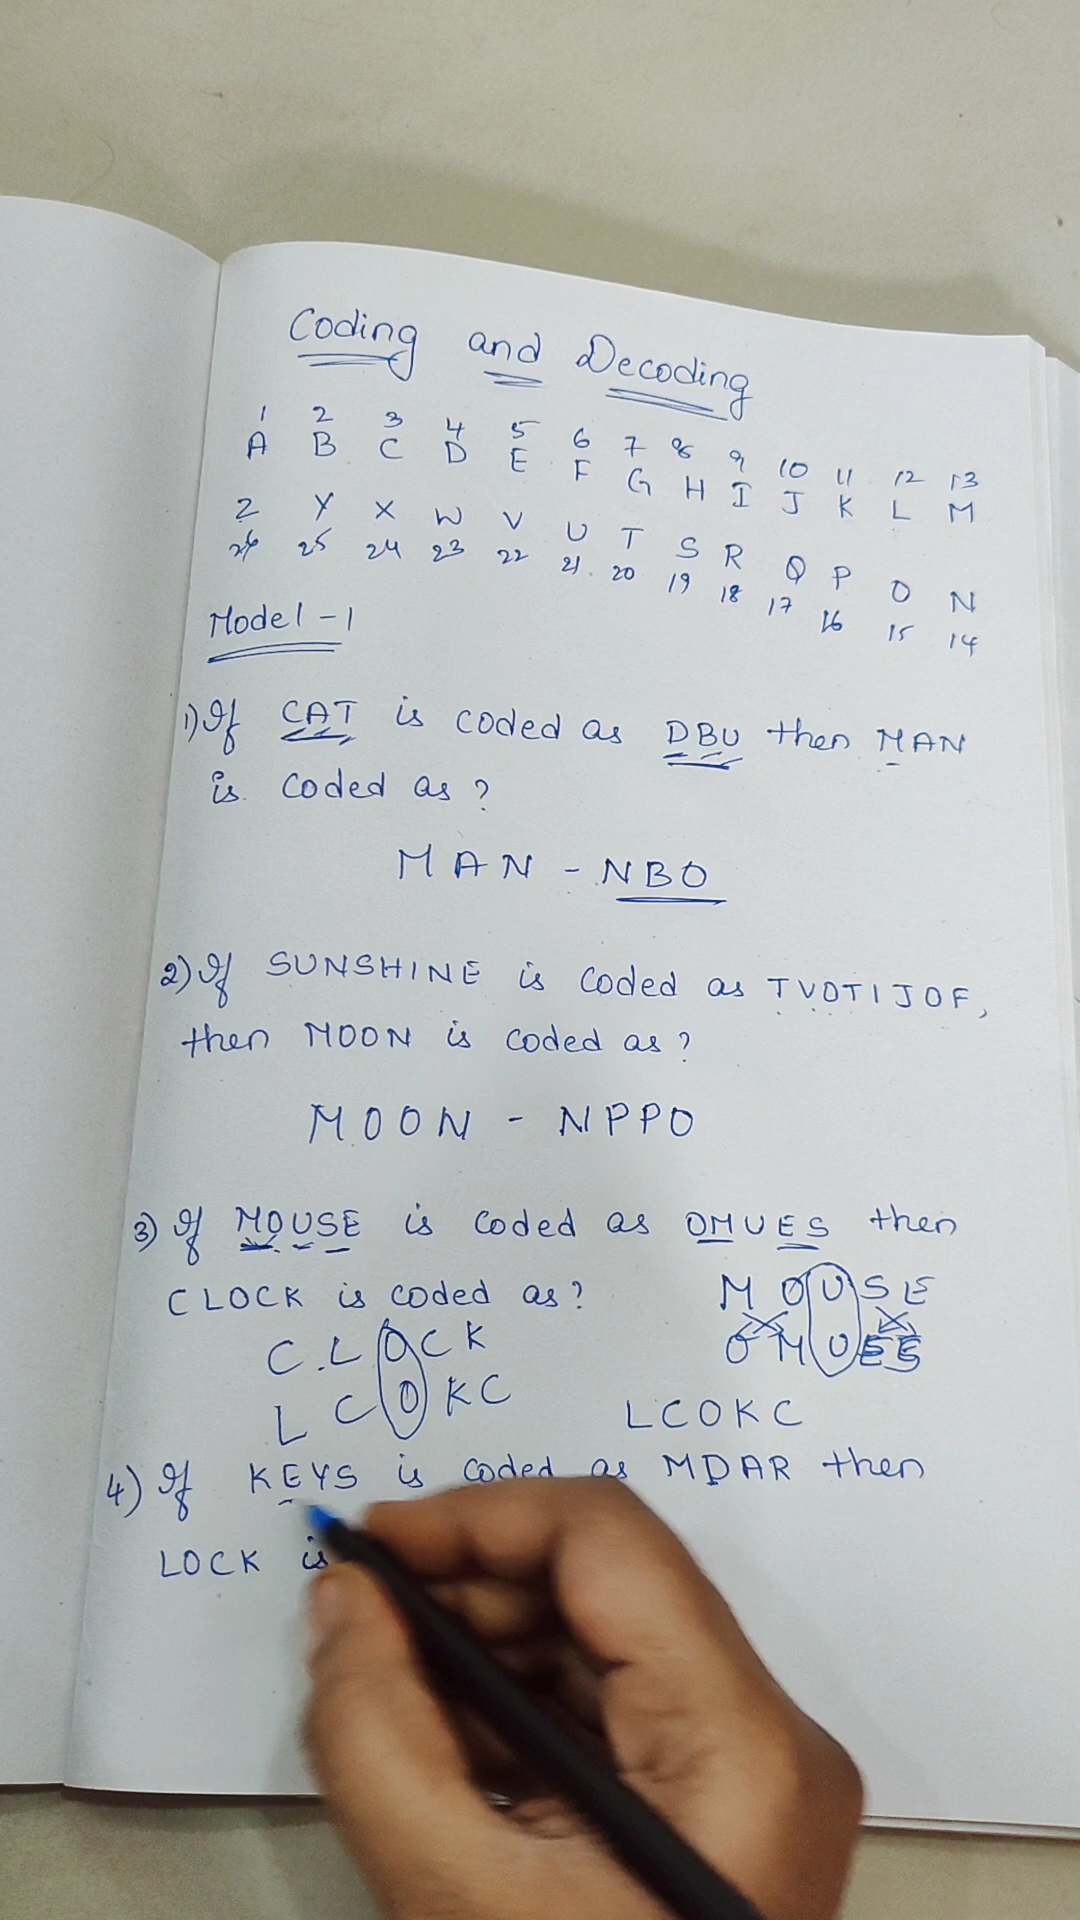 Coding and Decoding
1 2 3 4 5 6 7 8 9 10 11 12 13
A B C D E F G H I J K L M
Z Y X W V U T S R Q P O N
26 25 24 23 22 21 20 19 18 17 16 15 14
Model-1
1) If CAT is coded as DBU then MAN
is coded as?
MAN - NBO
2) If SUNSHINE is coded as TVOTIJOF,
then MOON is coded as?
MOON - NPPO
3) If MOUSE is coded as OMUES then
CLOCK is coded as?
MOUSE
OMUES
C.LOCK
LCOKC
LCOKC
4) If KEYS is coded as MDAR then
LOCK is